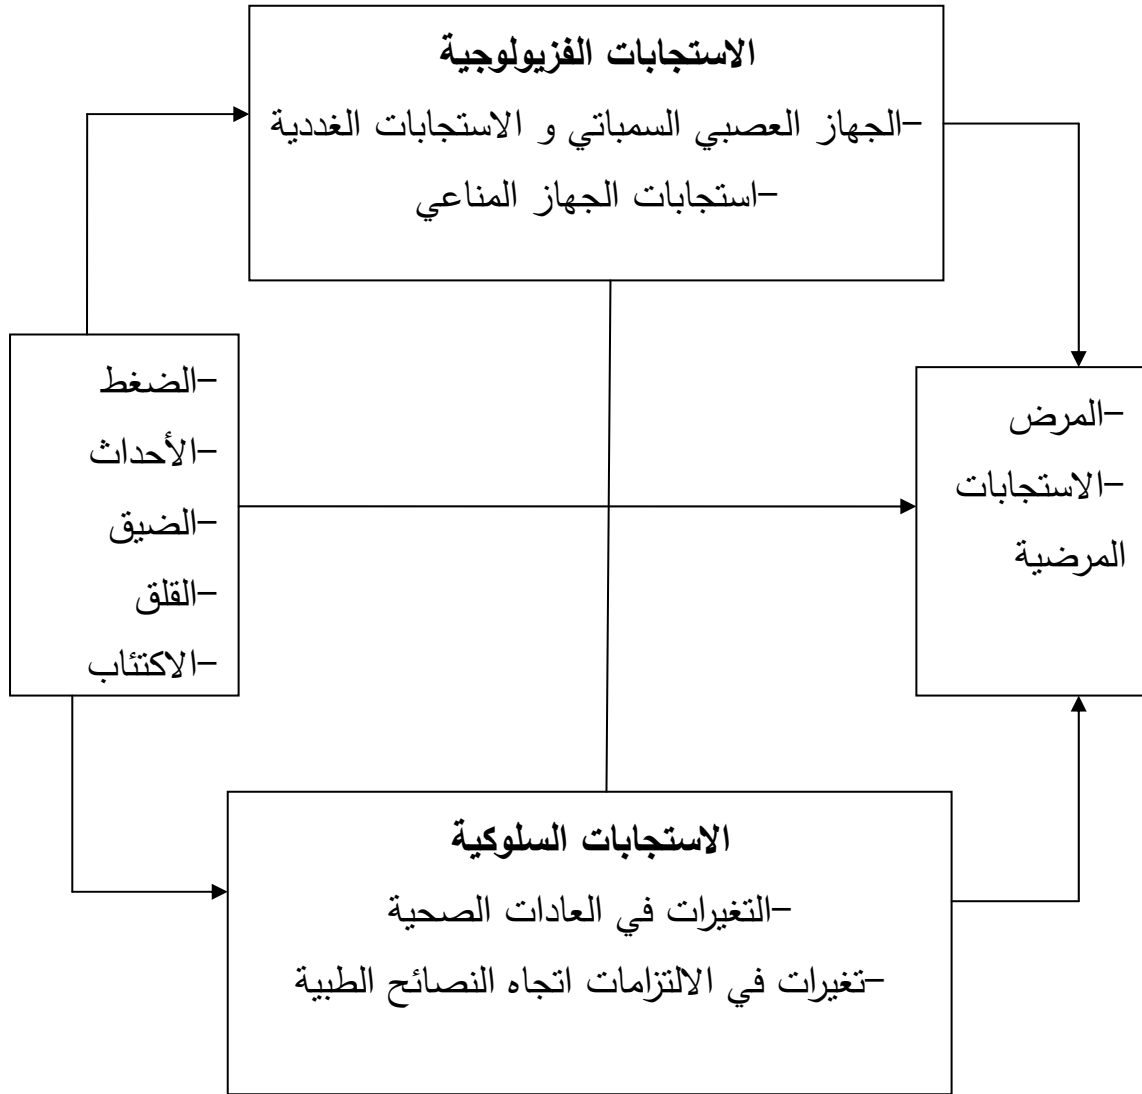 الاستجابات الفزيولوجية
-الجهاز العصبي السمباتي و الاستجابات الغددية
-استجابات الجهاز المناعي
-الضغط
-الأحداث
-الضيق
-القلق
-الاكتئاب
-المرض
-الاستجابات
المرضية
الاستجابات السلوكية
-التغيرات في العادات الصحية
-تغيرات في الالتزامات اتجاه النصائح الطبية